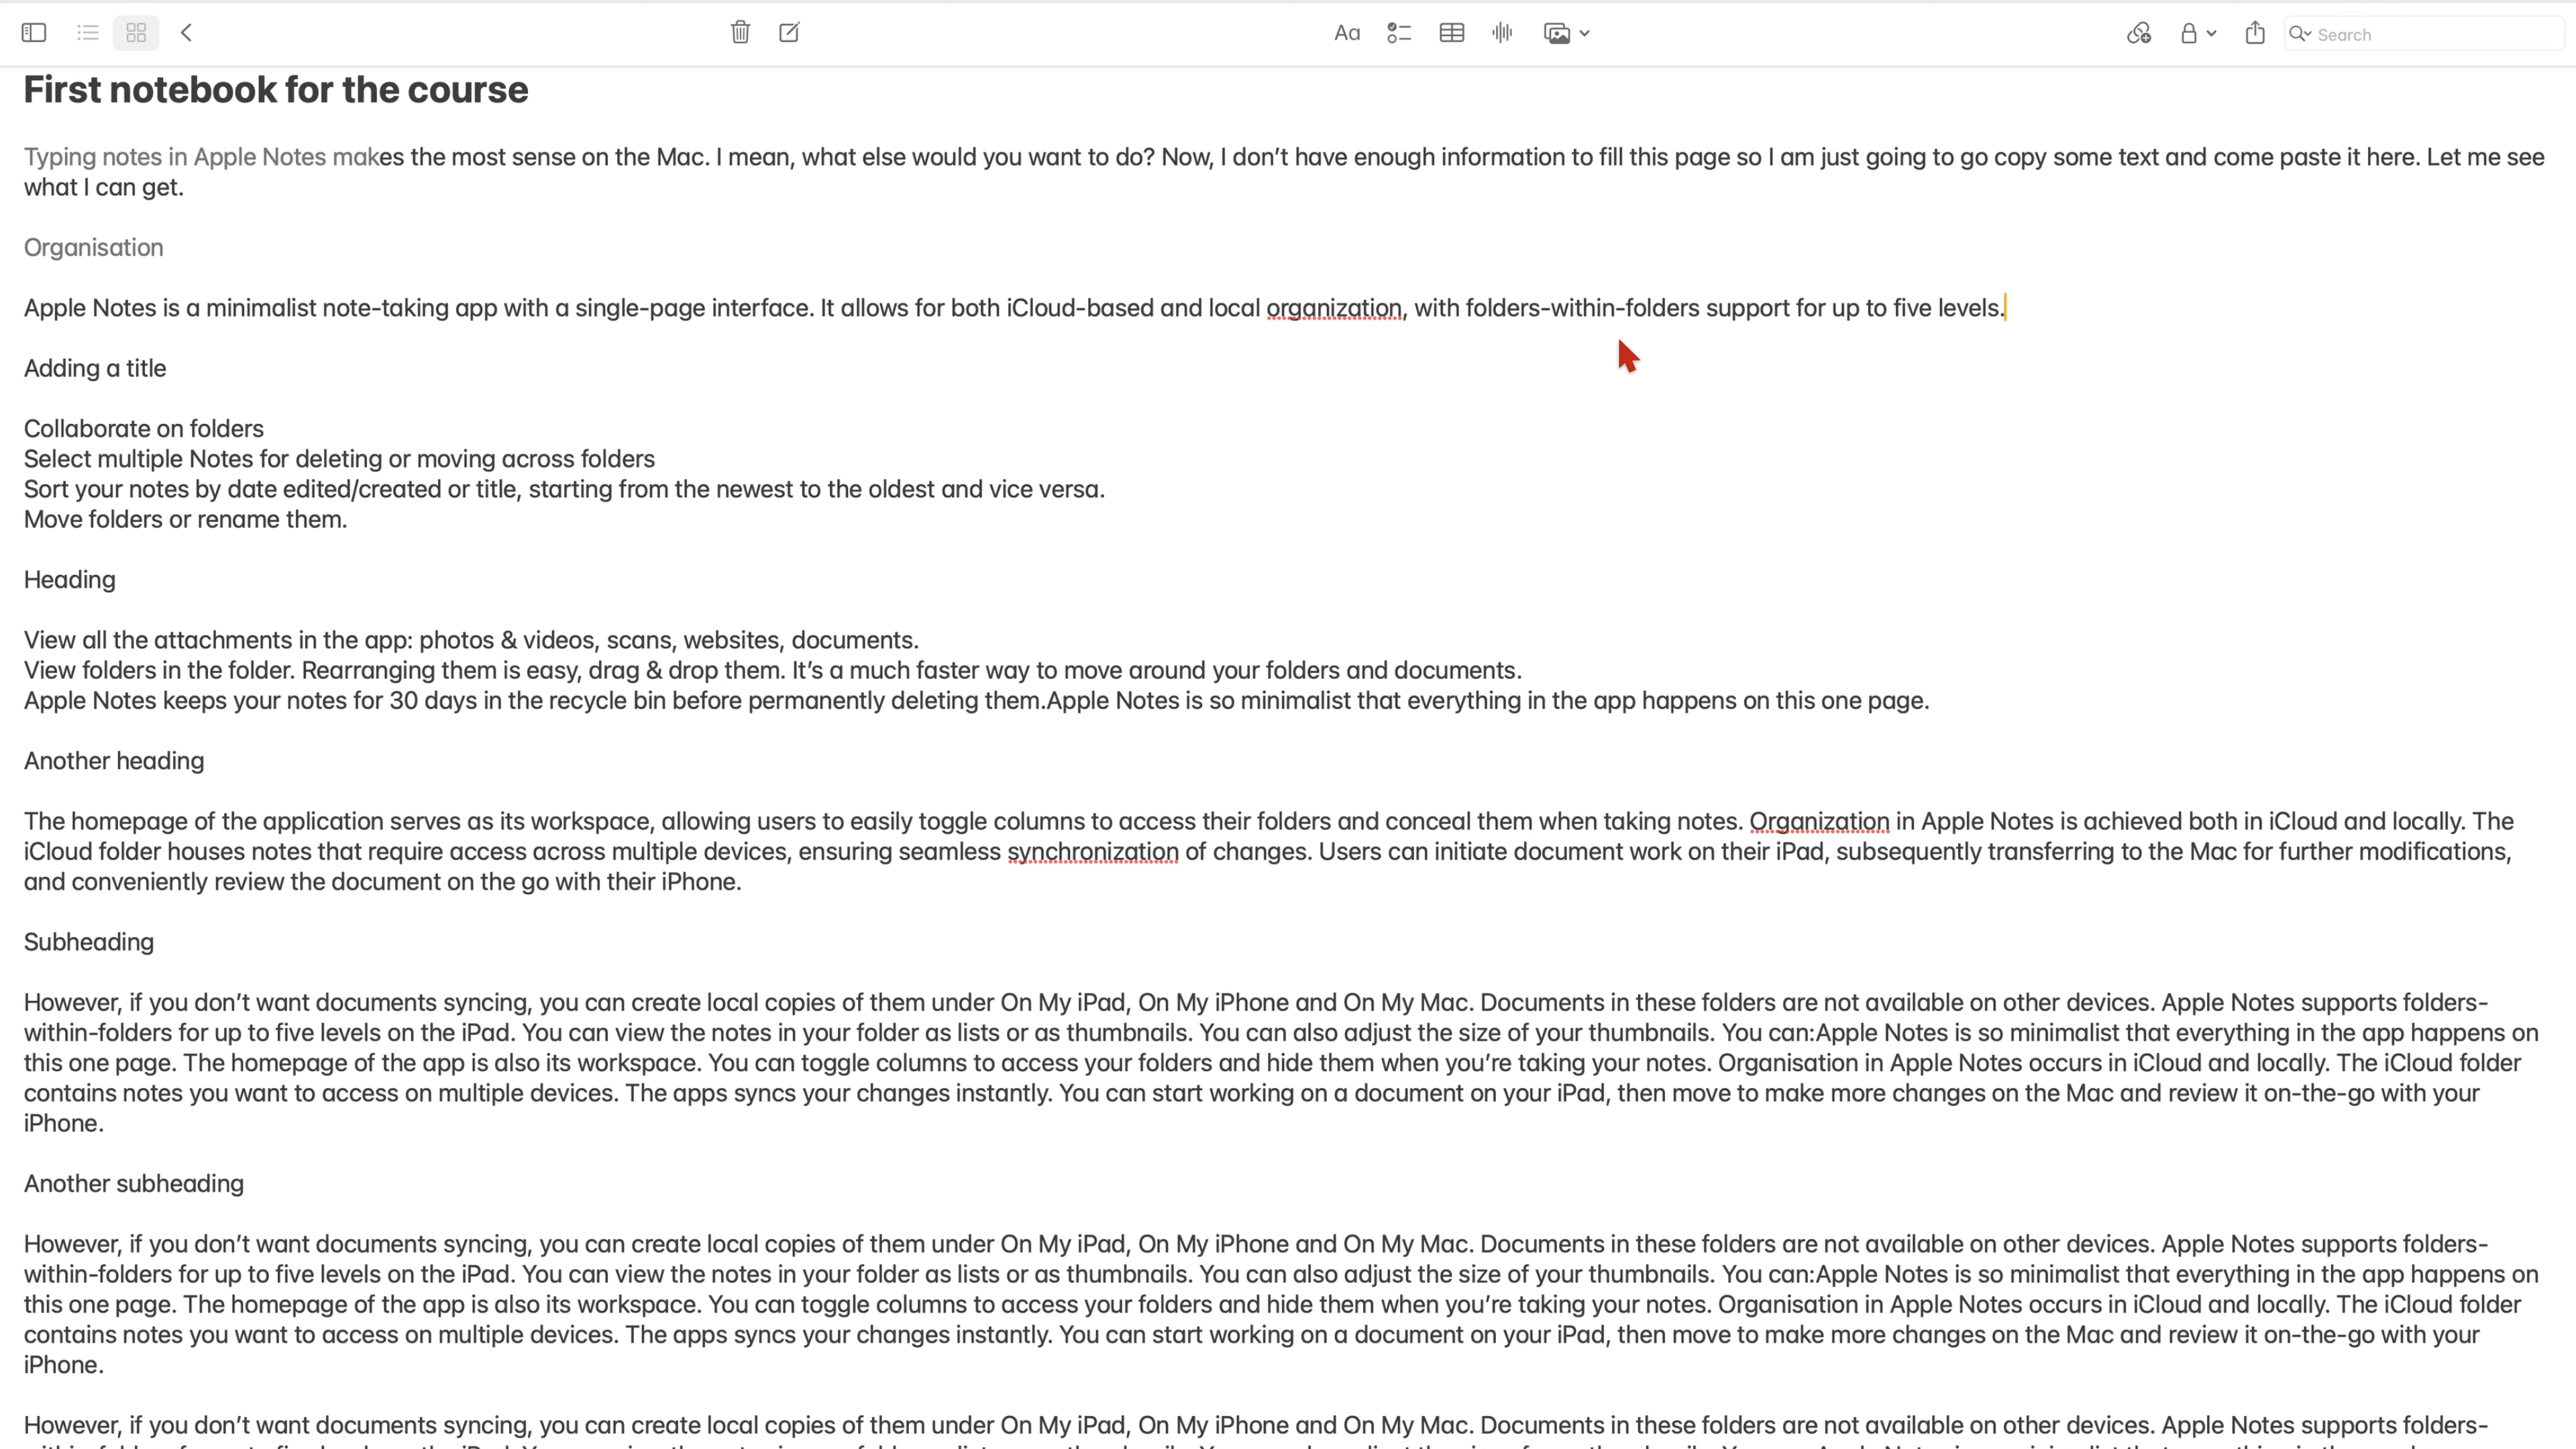 Aa
Search
First notebook for the course
Typing notes in Apple Notes makes the most sense on the Mac. I mean, what else would you want to do? Now, I don’t have enough information to fill this page so I am just going to go copy some text and come paste it here. Let me see
what I can get.
Organisation
Apple Notes is a minimalist note-taking app with a single-page interface. It allows for both iCloud-based and local organization, with folders-within-folders support for up to five levels.
Adding a title
Collaborate on folders
Select multiple Notes for deleting or moving across folders
Sort your notes by date edited/created or title, starting from the newest to the oldest and vice versa.
Move folders or rename them.
Heading
View all the attachments in the app: photos & videos, scans, websites, documents.
View folders in the folder. Rearranging them is easy, drag & drop them. It’s a much faster way to move around your folders and documents.
Apple Notes keeps your notes for 30 days in the recycle bin before permanently deleting them.Apple Notes is so minimalist that everything in the app happens on this one page.
Another heading
The homepage of the application serves as its workspace, allowing users to easily toggle columns to access their folders and conceal them when taking notes. Organization in Apple Notes is achieved both in iCloud and locally. The
iCloud folder houses notes that require access across multiple devices, ensuring seamless synchronization of changes. Users can initiate document work on their iPad, subsequently transferring to the Mac for further modifications,
and conveniently review the document on the go with their iPhone.
Subheading
However, if you don’t want documents syncing, you can create local copies of them under On My iPad, On My iPhone and On My Mac. Documents in these folders are not available on other devices. Apple Notes supports folders-
within-folders for up to five levels on the iPad. You can view the notes in your folder as lists or as thumbnails. You can also adjust the size of your thumbnails. You can:Apple Notes is so minimalist that everything in the app happens on
this one page. The homepage of the app is also its workspace. You can toggle columns to access your folders and hide them when you’re taking your notes. Organisation in Apple Notes occurs in iCloud and locally. The iCloud folder
contains notes you want to access on multiple devices. The apps syncs your changes instantly. You can start working on a document on your iPad, then move to make more changes on the Mac and review it on-the-go with your
iPhone.
Another subheading
However, if you don’t want documents syncing, you can create local copies of them under On My iPad, On My iPhone and On My Mac. Documents in these folders are not available on other devices. Apple Notes supports folders-
within-folders for up to five levels on the iPad. You can view the notes in your folder as lists or as thumbnails. You can also adjust the size of your thumbnails. You can:Apple Notes is so minimalist that everything in the app happens on
this one page. The homepage of the app is also its workspace. You can toggle columns to access your folders and hide them when you’re taking your notes. Organisation in Apple Notes occurs in iCloud and locally. The iCloud folder
contains notes you want to access on multiple devices. The apps syncs your changes instantly. You can start working on a document on your iPad, then move to make more changes on the Mac and review it on-the-go with your
iPhone.
However, if you don’t want documents syncing, you can create local copies of them under On My iPad, On My iPhone and On My Mac. Documents in these folders are not available on other devices. Apple Notes supports folders-